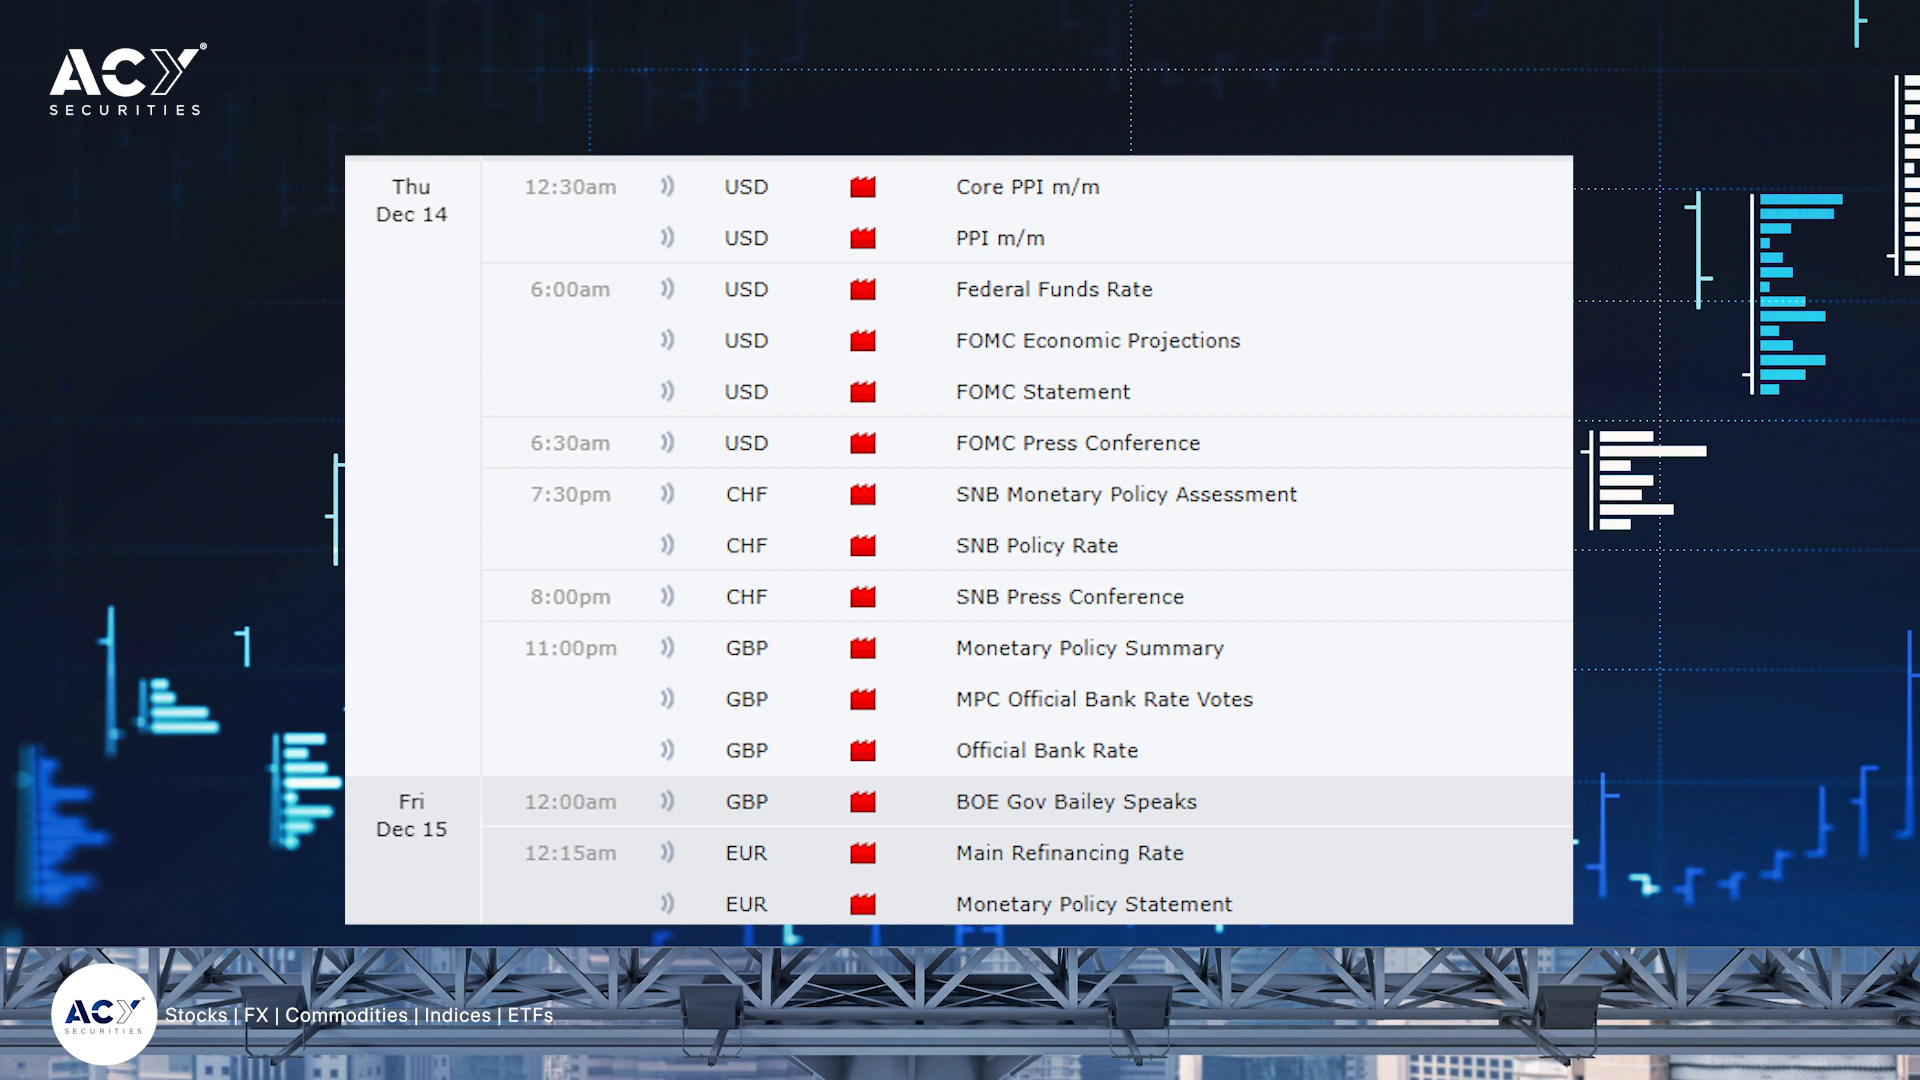 ACY®
SECURITIES
Thu
Dec 14
12:30am USD Core PPI m/m
USD PPI m/m
6:00am USD Federal Funds Rate
USD FOMC Economic Projections
USD FOMC Statement
6:30am USD FOMC Press Conference
7:30pm CHF SNB Monetary Policy Assessment
CHF SNB Policy Rate
8:00pm CHF SNB Press Conference
11:00pm GBP Monetary Policy Summary
GBP MPC Official Bank Rate Votes
GBP Official Bank Rate
Fri
Dec 15
12:00am GBP BOE Gov Bailey Speaks
12:15am EUR Main Refinancing Rate
EUR Monetary Policy Statement
ACY®
SECURITIES
Stocks | FX | Commodities | Indices | ETFs